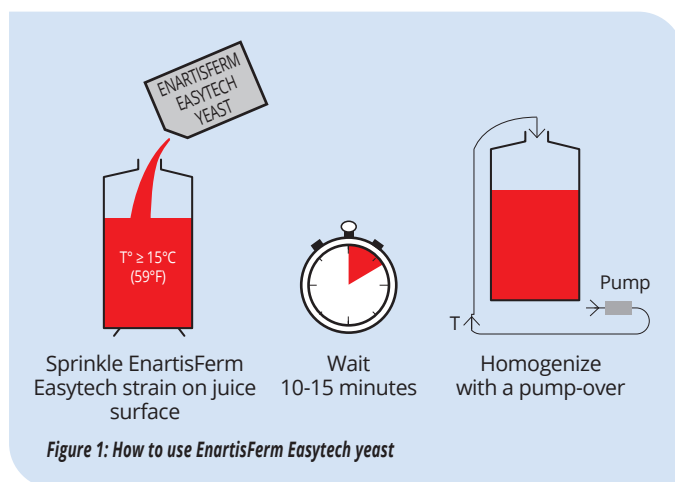 ENARTISFERM
EASYTECH
YEAST
T° ≥ 15°C
(59°F)
Pump
T
Sprinkle EnartisFerm
Easytech strain on juice
surface
Wait
10-15 minutes
Homogenize
with a pump-over
Figure 1: How to use EnartisFerm Easytech yeast